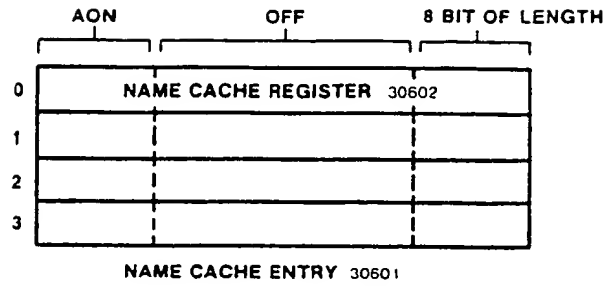 AON OFF 8 BIT OF LENGTH
0 NAME CACHE REGISTER 30602
1
2
3
NAME CACHE ENTRY 30601